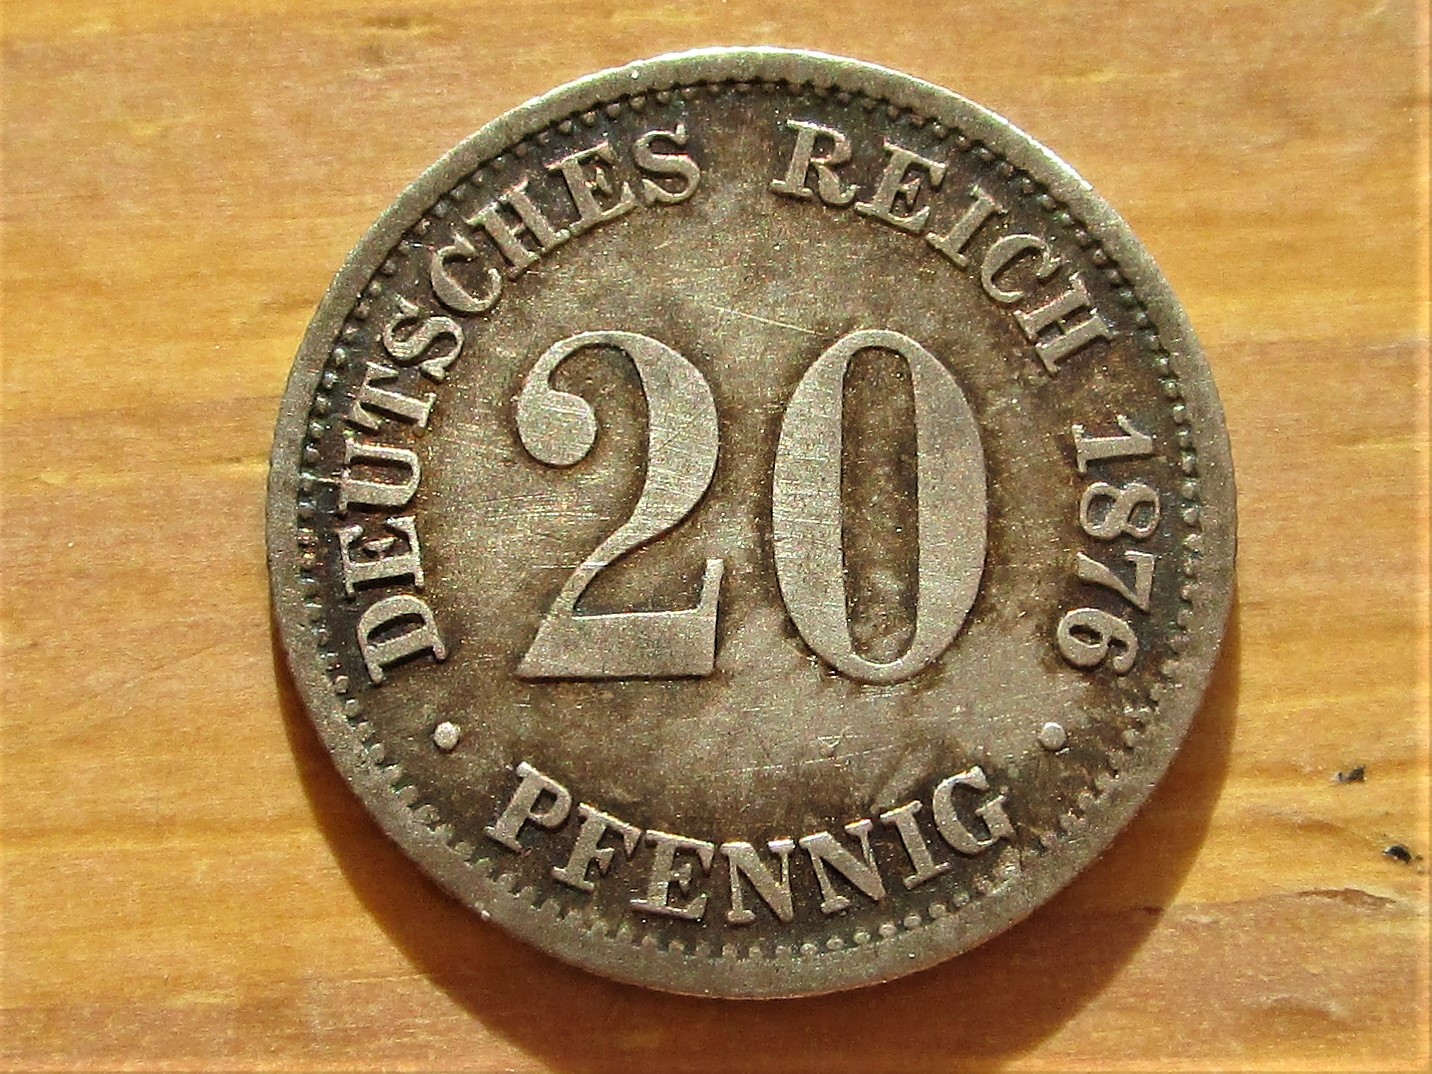 DEUTSCHES REICH 1876
20
· PFENNIG ·